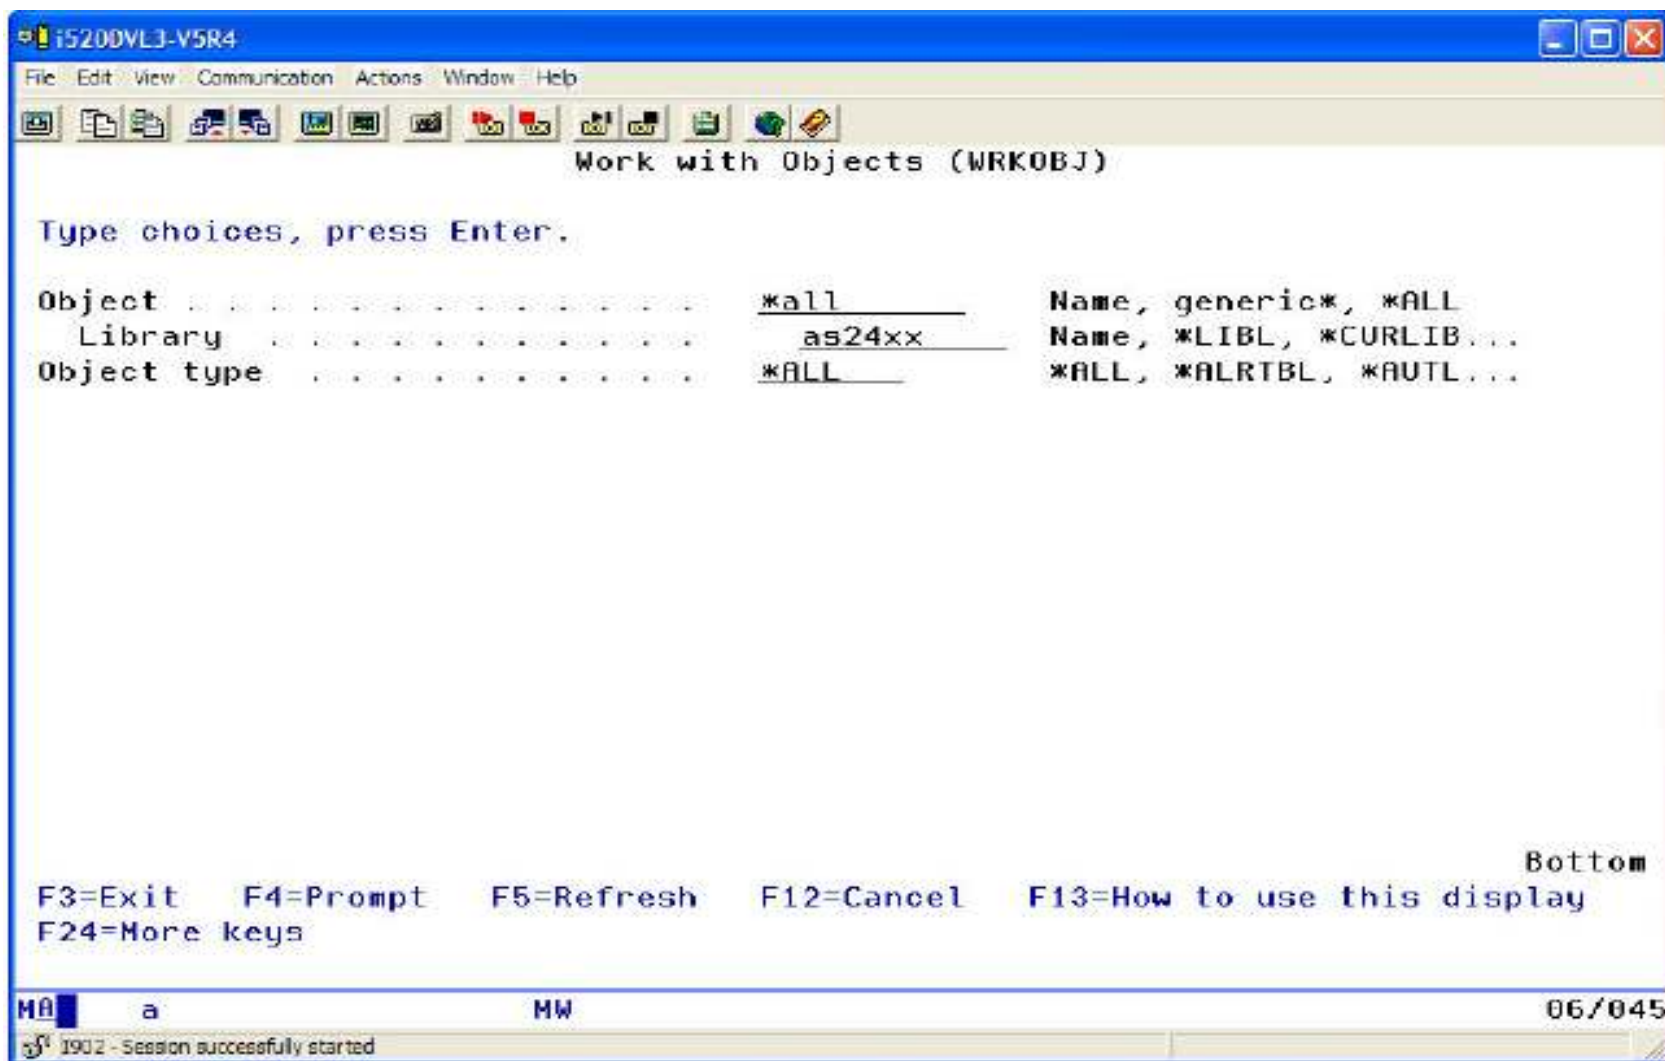 i520DVL3-V5R4
File Edit View Communication Actions Window Help
Work with Objects (WRKOBJ)
Type choices, press Enter.
Object . . . . . . . . . . . . . *all Name, generic*, *ALL
Library . . . . . . . . . . . as24xx Name, *LIBL, *CURLIB...
Object type . . . . . . . . . . *ALL *ALL, *ALRTBL, *AUTL...
Bottom
F3=Exit F4=Prompt F5=Refresh F12=Cancel F13=How to use this display
F24=More keys
MA a MW 06/045
I902 - Session successfully started